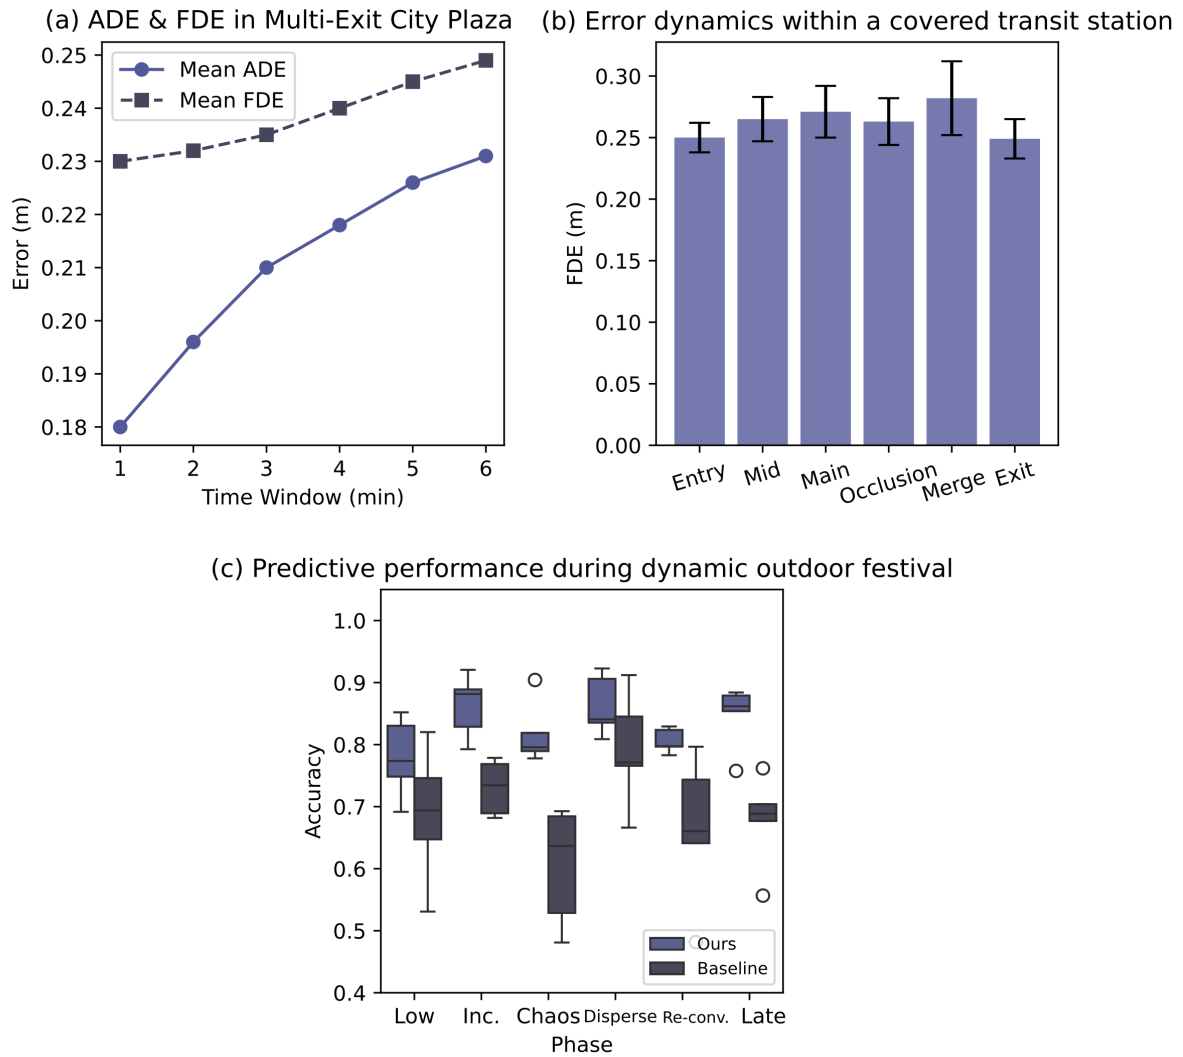 (a) ADE & FDE in Multi-Exit City Plaza
Mean ADE
Mean FDE
0.25
0.24
0.23
0.22
0.21
0.20
0.19
0.18
Error (m)
1 2 3 4 5 6
Time Window (min)
(b) Error dynamics within a covered transit station
0.30
0.25
0.20
0.15
0.10
0.05
0.00
FDE (m)
Entry Mid Main Occlusion Merge Exit
(c) Predictive performance during dynamic outdoor festival
1.0
0.9
0.8
0.7
0.6
0.5
0.4
Accuracy
Ours
Baseline
Low Inc. Chaos Disperse Re-conv. Late
Phase